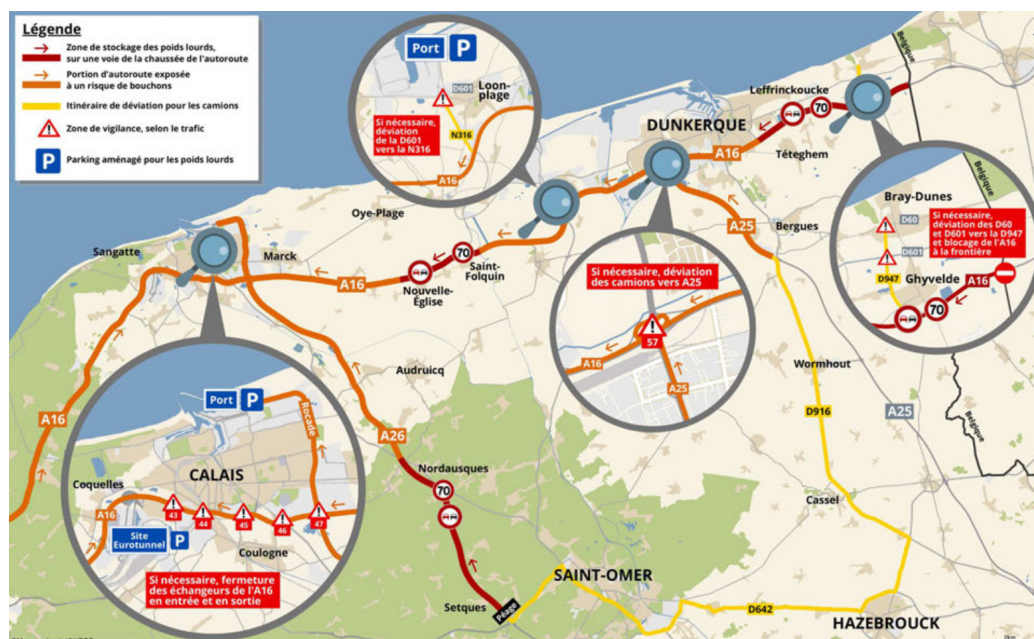 Légende
Zone de stockage des poids lourds,
sur une voie de la chaussée de l'autoroute
Portion d'autoroute exposée
à un risque de bouchons
Itinéraire de déviation pour les camions
Zone de vigilance, selon le trafic
P
Parking aménagé pour les poids lourds
Port P
D601
Loon-
plage
Si nécessaire,
déviation
de la D601
vers la N316
N316
A16
Belgique
Leffrinckoucke
70
DUNKERQUE
A16
Téteghem
Oye-Plage
A25
Bergues
Belgique
Bray-Dunes
D60
D601
Si nécessaire,
déviation des D60
et D601 vers la D947
et blocage de l'A16
à la frontière
D947
Ghyvelde
A16
70
Sangatte
Marck
A16
70
Saint-
Folquin
Nouvelle-
Église
Si nécessaire, déviation
des camions vers A25
57
A16
A25
Audruicq
Wormhout
D916
A25
Belgique
A16
A26
Port P
Rocade
CALAIS
Coquelles
A16
43
44
45
46
47
Site
Eurotunnel
P
Coulogne
Si nécessaire, fermeture
des échangeurs de l'A16
en entrée et en sortie
Nordausques
70
Cassel
SAINT-OMER
Setques
Péage
D642
HAZEBROUCK